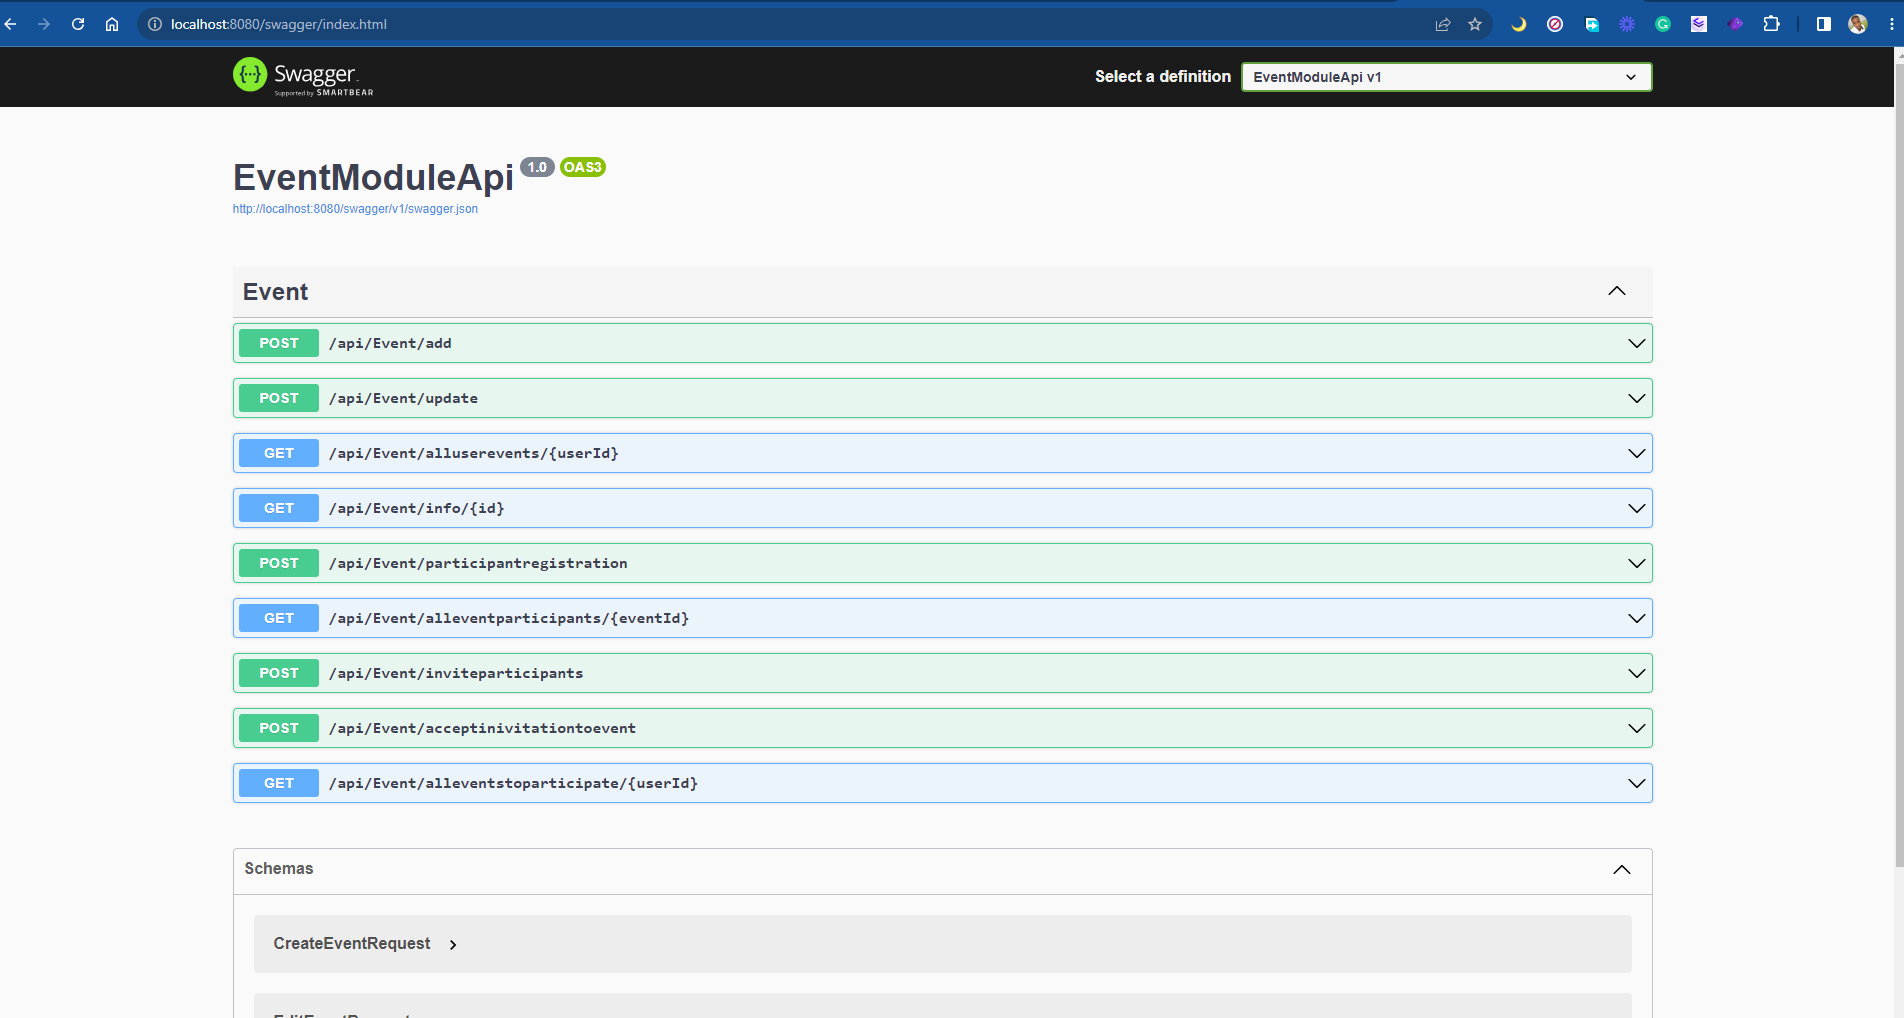 localhost:8080/swagger/index.html
Swagger
Supported by SMARTBEAR
Select a definition
EventModuleApi v1
EventModuleApi 1.0 OAS3
http://localhost:8080/swagger/v1/swagger.json
Event
POST /api/Event/add
POST /api/Event/update
GET /api/Event/alluserevents/{userId}
GET /api/Event/info/{id}
POST /api/Event/participantregistration
GET /api/Event/alleventparticipants/{eventId}
POST /api/Event/inviteparticipants
POST /api/Event/acceptinivitationtoevent
GET /api/Event/alleventstoparticipate/{userId}
Schemas
CreateEventRequest